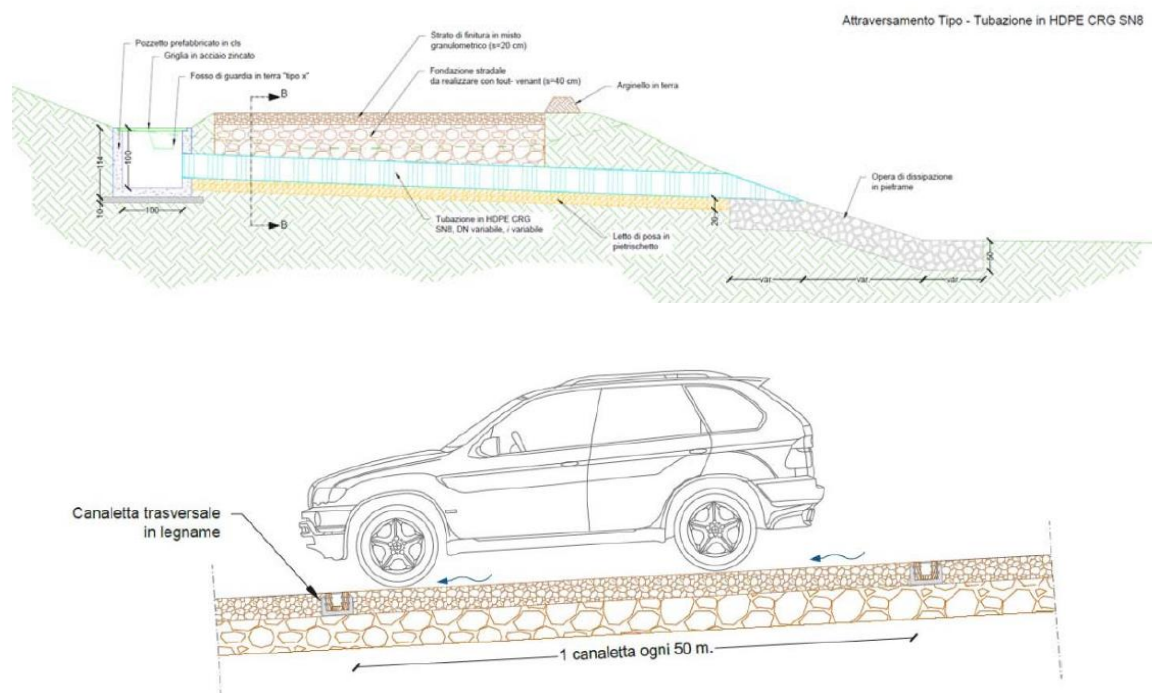 Attraversamento Tipo - Tubazione in HDPE CRG SN8
Pozzetto prefabbricato in cls
Griglia in acciaio zincato
Fosso di guardia in terra "tipo x"
B
Strato di finitura in misto
granulometrico (s=20 cm)
Fondazione stradale
da realizzare con tout- venant (s=40 cm)
Arginello in terra
114
100
10
100
B
Tubazione in HDPE CRG
SN8, DN variabile, i variabile
Letto di posa in
pietrischetto
20
Opera di dissipazione
in pietrame
50
var.
var.
var.
Canaletta trasversale
in legname
1 canaletta ogni 50 m.